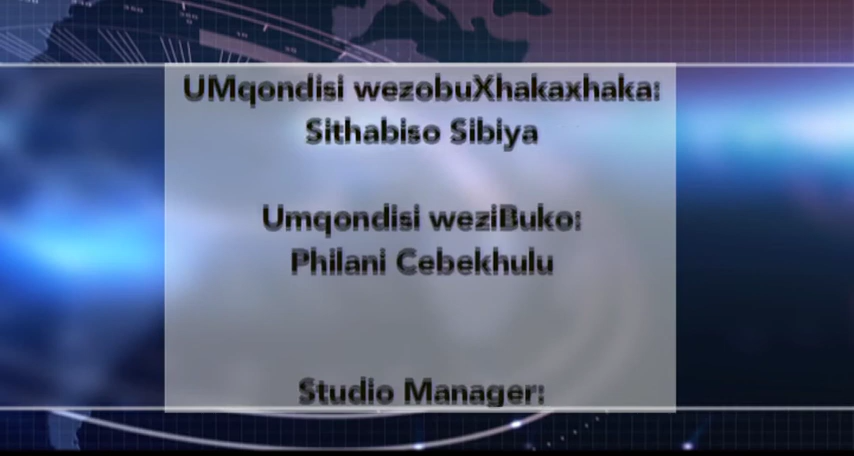 UMqondisi wezobuXhakaxhaka:
Sithabiso Sibiya
Umqondisi weziBuko:
Philani Cebekhulu
Studio Manager: